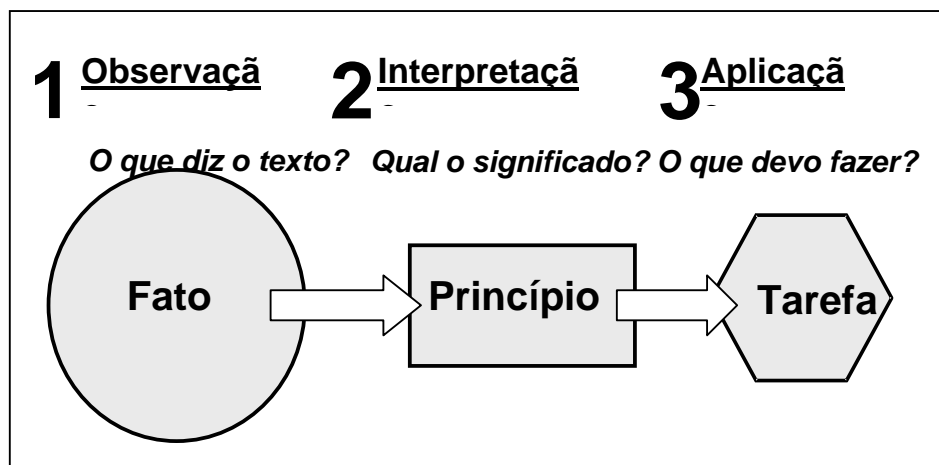 1 Observaçã 2 Interpretaçã 3 Aplicaçã
O que diz o texto? Qual o significado? O que devo fazer?
Fato Princípio Tarefa